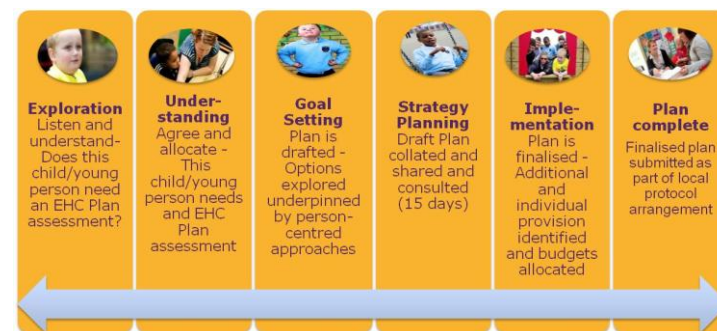 Exploration
Listen and
understand-
Does this
child/young
person need
an EHC Plan
assessment?
Under-
standing
Agree and
allocate -
This
child/young
person needs
and EHC
Plan
assessment
Goal
Setting
Plan is
drafted -
Options
explored
underpinned
by person-
centred
approaches
Strategy
Planning
Draft Plan
collated and
shared and
consulted
(15 days)
Imple-
mentation
Plan is
finalised -
Additional
and
individual
provision
identified
and budgets
allocated
Plan
complete
Finalised plan
submitted as
part of local
protocol
arrangement